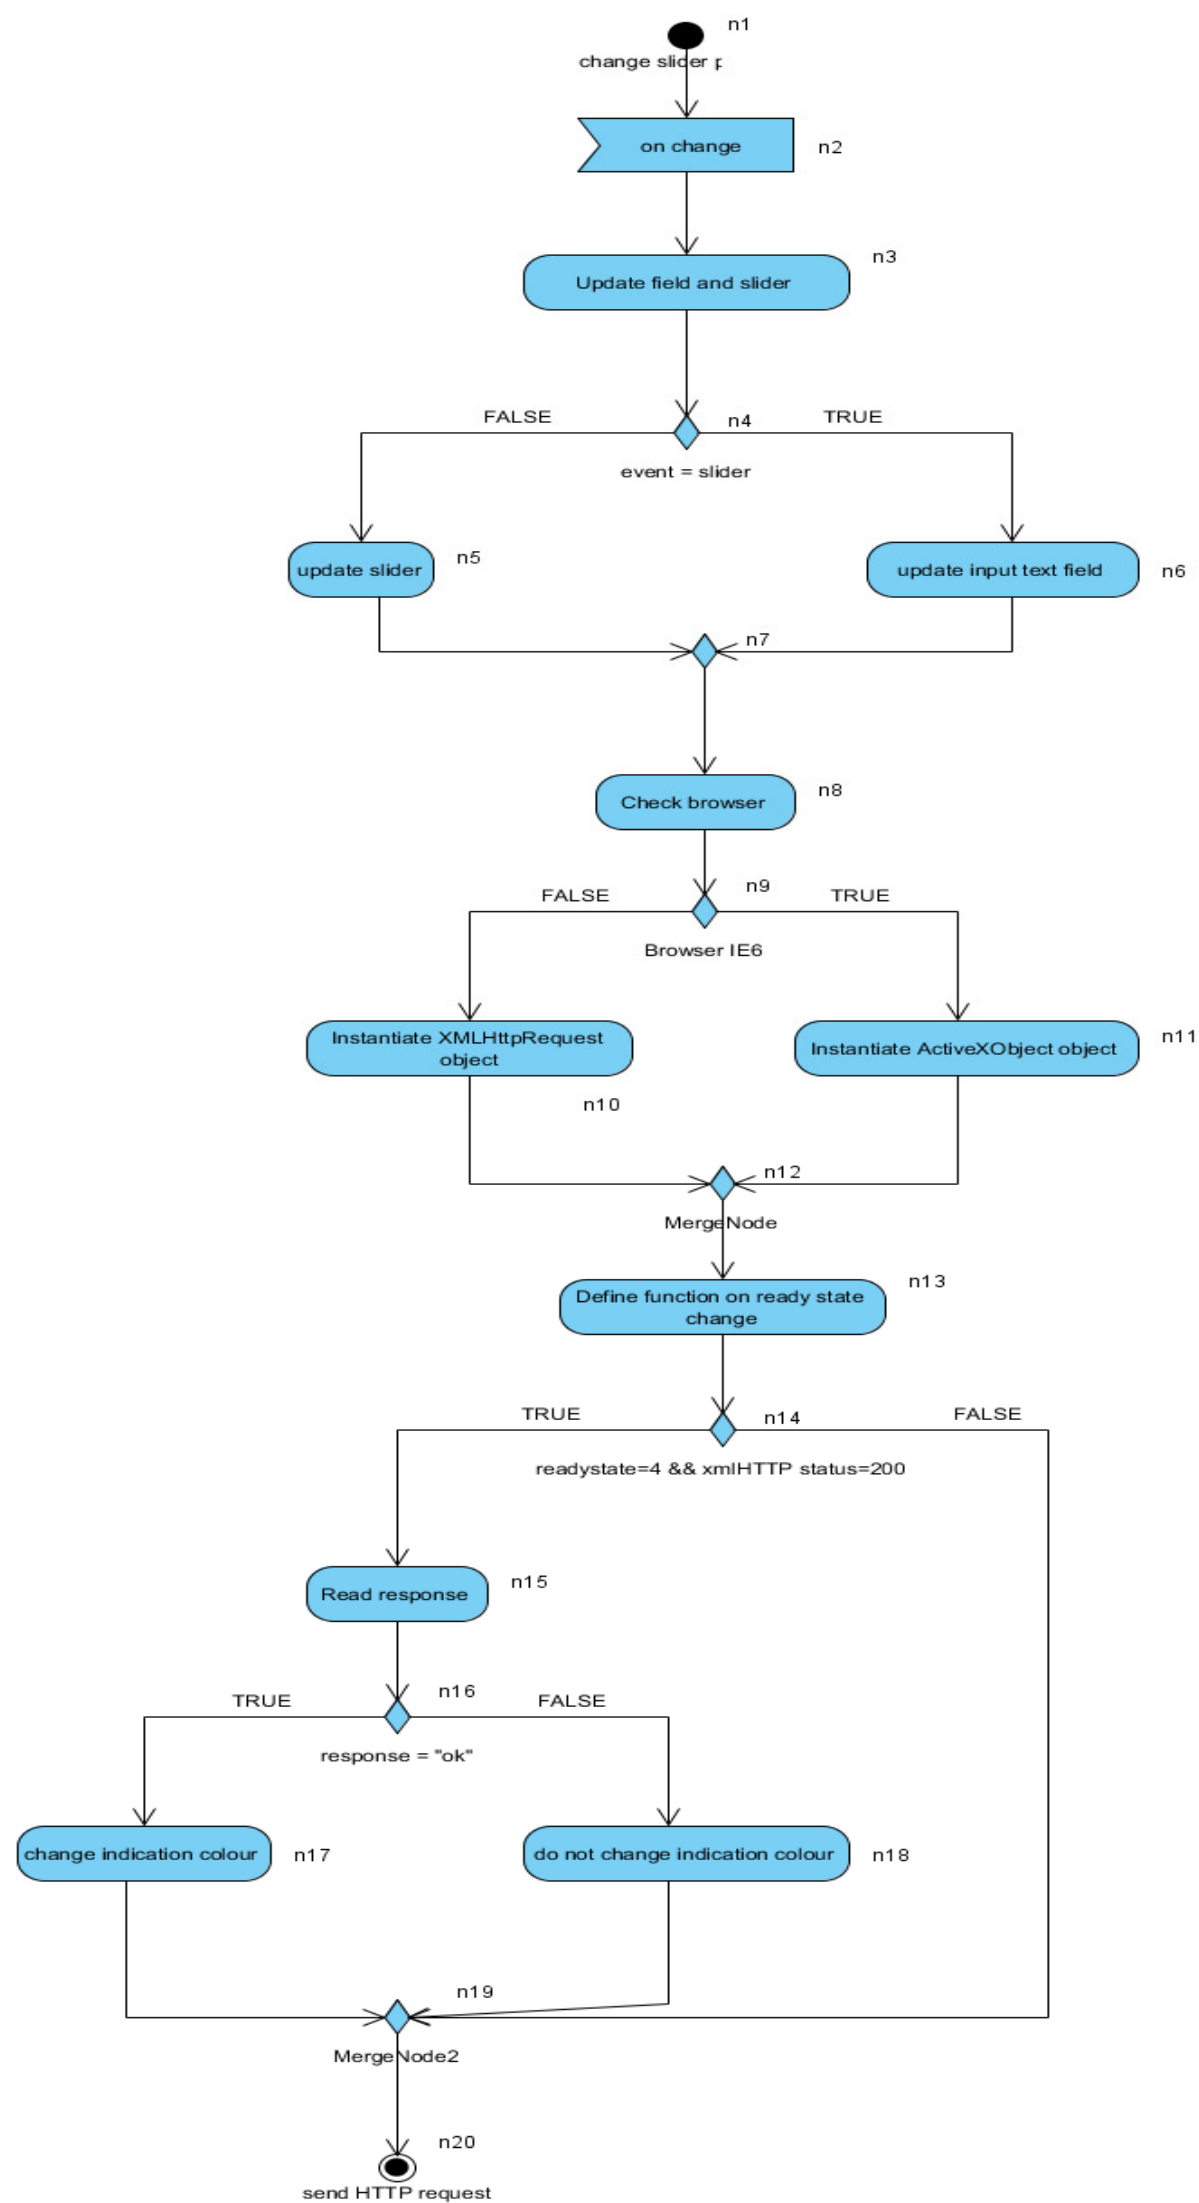 n1
change slider
on change
n2
n3
Update field and slider
FALSE
n4
TRUE
event = slider
update slider
n5
update input text field
n6
n7
Check browser
n8
n9
FALSE
TRUE
Browser IE6
Instantiate XMLHttpRequest
object
n10
Instantiate ActiveXObject object
n11
n12
MergeNode
n13
Define function on ready state
change
TRUE
n14
FALSE
readystate=4 && xmlHTTP status=200
Read response
n15
TRUE
n16
FALSE
response = "ok"
change indication colour
n17
do not change indication colour
n18
n19
MergeNode2
n20
send HTTP request